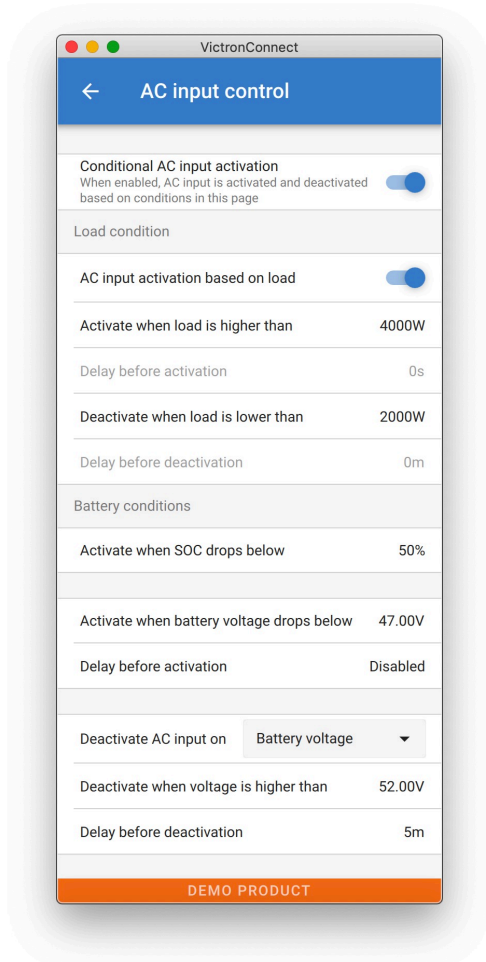 VictronConnect
AC input control
Conditional AC input activation
When enabled, AC input is activated and deactivated
based on conditions in this page
Load condition
AC input activation based on load
Activate when load is higher than 4000W
Delay before activation 0s
Deactivate when load is lower than 2000W
Delay before deactivation 0m
Battery conditions
Activate when SOC drops below 50%
Activate when battery voltage drops below 47.00V
Delay before activation Disabled
Deactivate AC input on Battery voltage
Deactivate when voltage is higher than 52.00V
Delay before deactivation 5m
DEMO PRODUCT